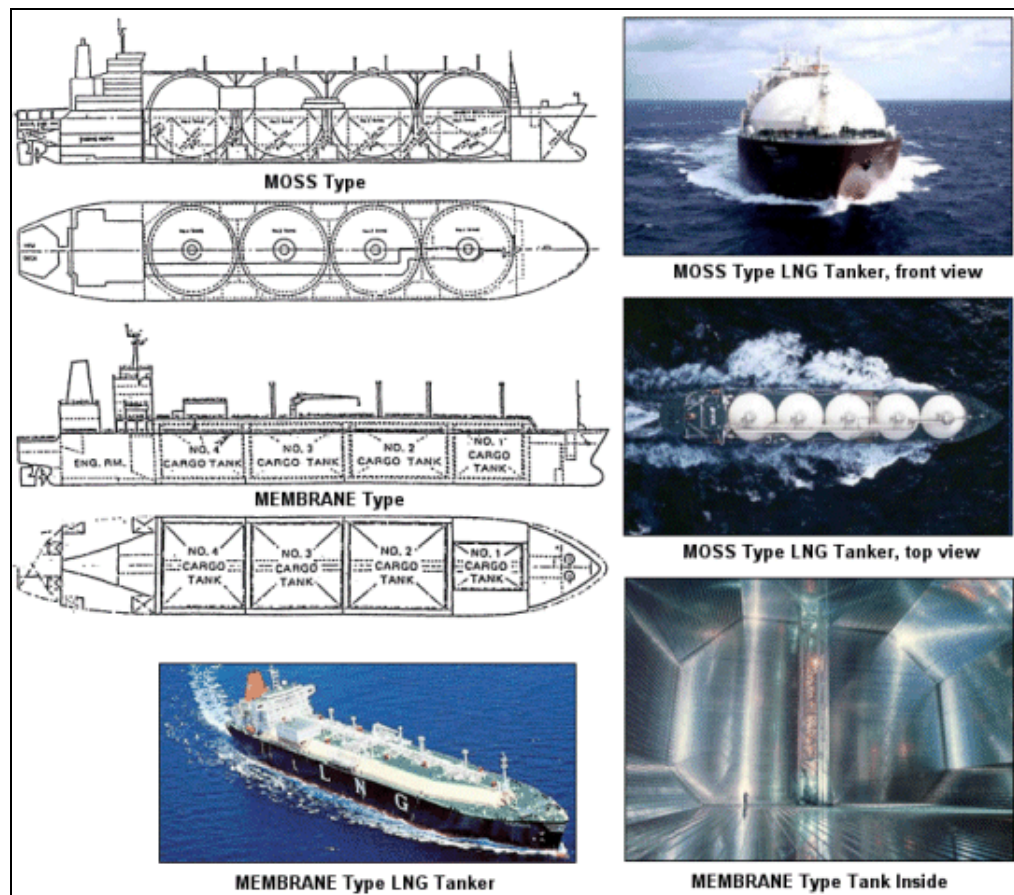 MOSS Type
MOSS Type LNG Tanker, front view
ENG. RM.
NO. 4
CARGO TANK
NO. 3
CARGO TANK
NO. 2
CARGO TANK
NO. 1
CARGO
TANK
MEMBRANE Type
NO. 4
CARGO
TANK
NO. 3
CARGO
TANK
NO. 2
CARGO
TANK
NO. 1
CARGO
TANK
MOSS Type LNG Tanker, top view
LNG
MEMBRANE Type LNG Tanker
MEMBRANE Type Tank Inside